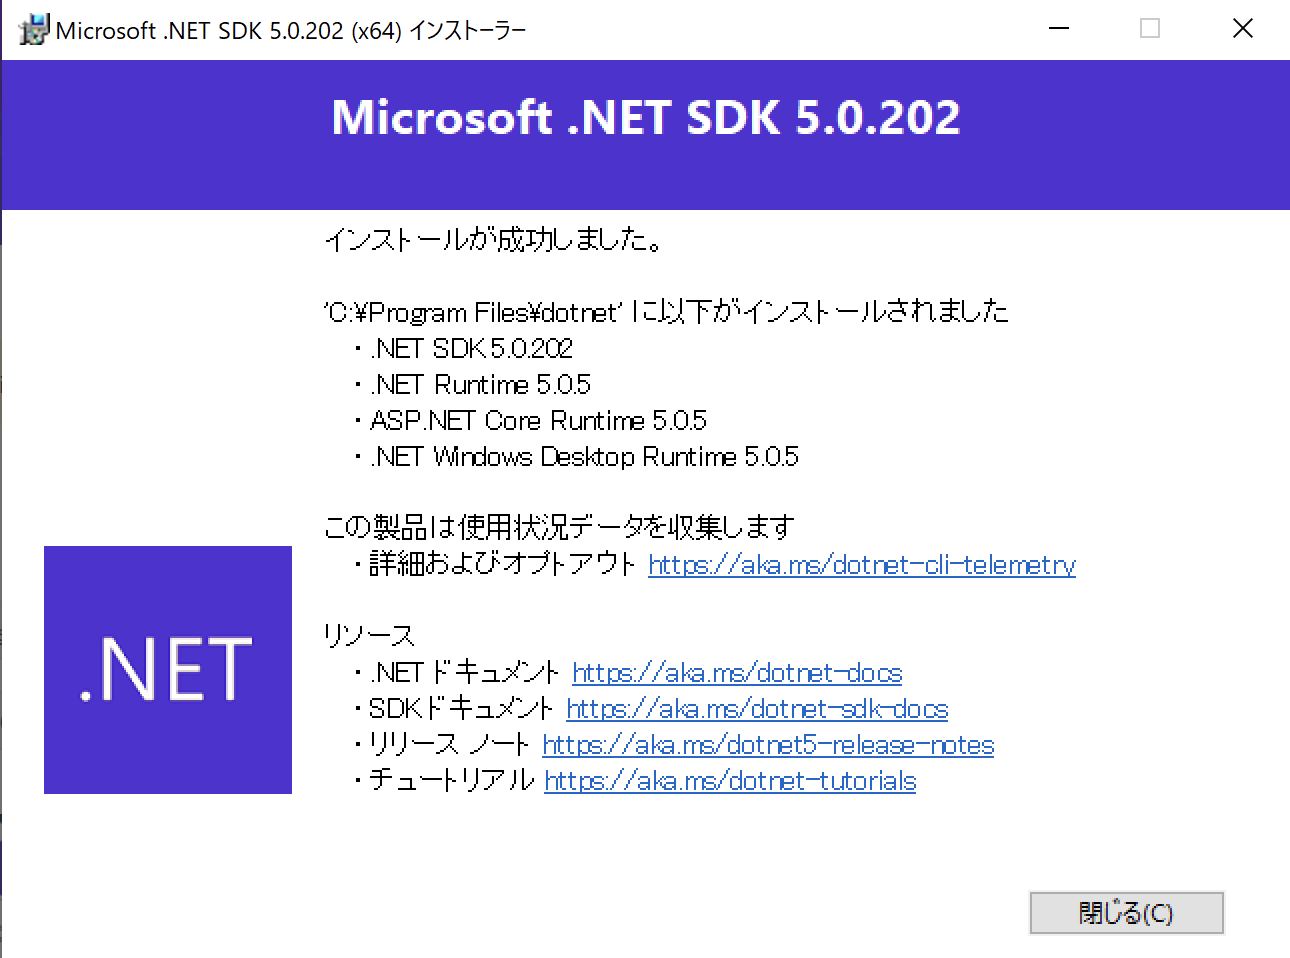 Microsoft .NET SDK 5.0.202 (x64) インストーラー
Microsoft .NET SDK 5.0.202
インストールが成功しました。
'C:¥Program Files¥dotnet' に以下がインストールされました
・.NET SDK 5.0.202
・.NET Runtime 5.0.5
・ASP.NET Core Runtime 5.0.5
・.NET Windows Desktop Runtime 5.0.5
この製品は使用状況データを収集します
・詳細およびオプトアウト https://aka.ms/dotnet-cli-telemetry
.NET
リソース
・.NET ドキュメント https://aka.ms/dotnet-docs
・SDKドキュメント https://aka.ms/dotnet-sdk-docs
・リリース ノート https://aka.ms/dotnet5-release-notes
・チュートリアル https://aka.ms/dotnet-tutorials
閉じる(C)